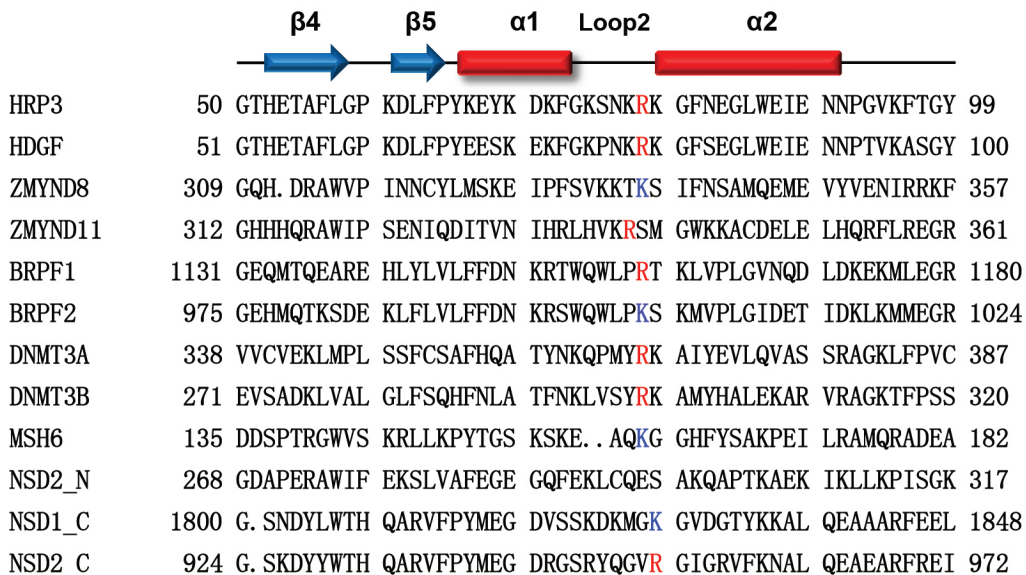 β4 β5 α1 Loop2 α2
HRP3 50 GTHETAFLGP KDLFPYKEYK DKFGKSNKRK GFNEGLWEIE NNPGVKFTGY 99
HDGF 51 GTHETAFLGP KDLFPYEESK EKFGKPNKRK GFSEGLWEIE NNPTVKASGY 100
ZMYND8 309 GQH.DRAWVP INNCYLMSKE IPFSVKKTKS IFNSAMQEME VYVENIRRKF 357
ZMYND11 312 GHHHQRAWIP SENIQDITVN IHRLHVKRSM GWKKACDELE LHQRFLREGR 361
BRPF1 1131 GEQMTQEARE HLYLVLFFDN KRTWQWLPRT KLVPLGVNQD LDKEKMLEGR 1180
BRPF2 975 GEHMQTKSDE KLFLVLFFDN KRSWQWLPKS KMVPLGIDET IDKLKMMEGR 1024
DNMT3A 338 VVCVEKLMPL SSFCSAFHQA TYNKQPMYRK AIYEVLQVAS SRAGKLFPVC 387
DNMT3B 271 EVSADKLVAL GLFSQHFNLA TFNKLVSYRK AMYHALEKAR VRAGKTFPSS 320
MSH6 135 DDSPTRGWVS KRLLKPYTGS KSKE..AQKG GHFYSAKPEI LRAMQRADEA 182
NSD2_N 268 GDAPERAWIF EKSLVAFEGE GQFEKLCQES AKQAPTKAEK IKLLKPISGK 317
NSD1_C 1800 G.SNDYLWTH QARVFPYMEG DVSSKDKMGK GVDGTYKKAL QEAAARFEEL 1848
NSD2_C 924 G.SKDYYWTH QARVFPYMEG DRGSRYQGVR GIGRVFKNAL QEAEARFREI 972